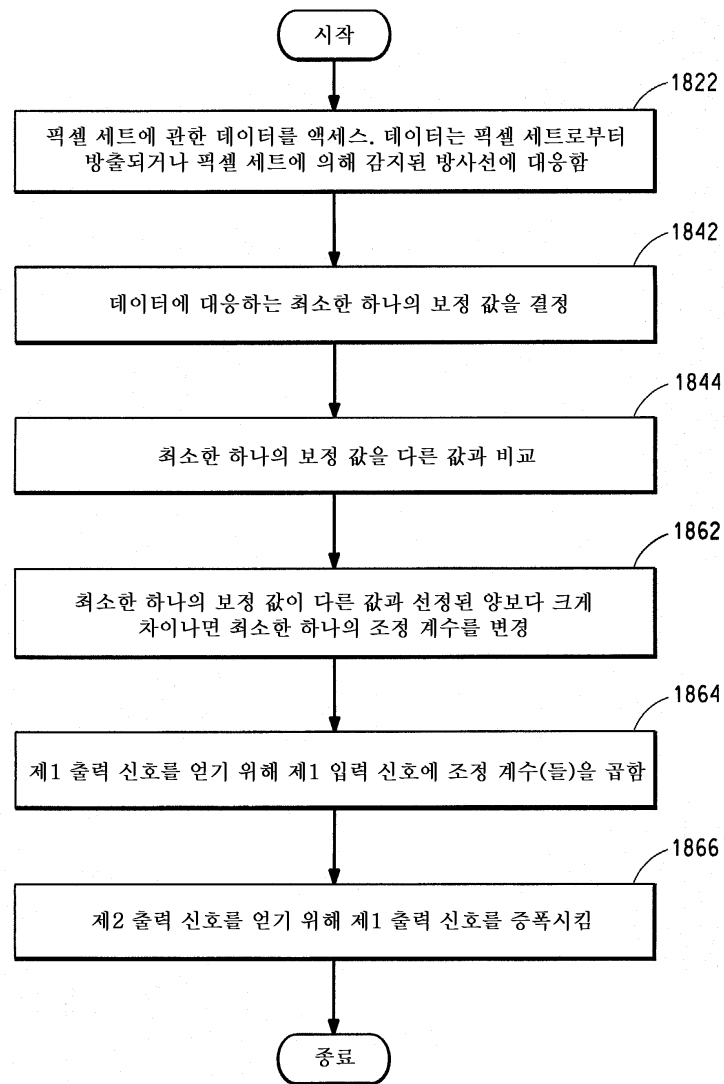 시작
1822
픽셀 세트에 관한 데이터를 액세스. 데이터는 픽셀 세트로부터
방출되거나 픽셀 세트에 의해 감지된 방사선에 대응함
1842
데이터에 대응하는 최소한 하나의 보정 값을 결정
1844
최소한 하나의 보정 값을 다른 값과 비교
1862
최소한 하나의 보정 값이 다른 값과 선정된 양보다 크게
차이나면 최소한 하나의 조정 계수를 변경
1864
제1 출력 신호를 얻기 위해 제1 입력 신호에 조정 계수(들)을 곱함
1866
제2 출력 신호를 얻기 위해 제1 출력 신호를 증폭시킴
종료